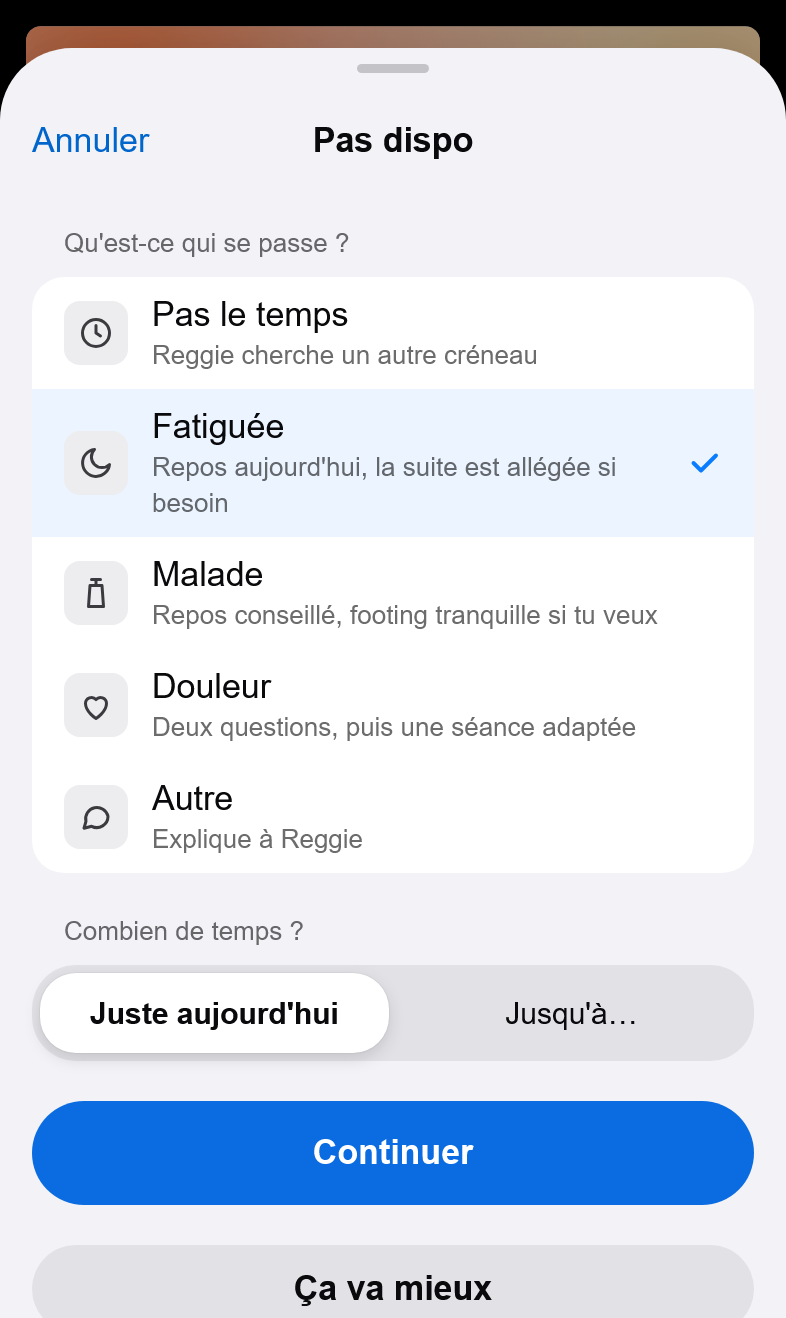 Annuler
Pas dispo
Qu'est-ce qui se passe ?
Pas le temps
Reggie cherche un autre créneau
Fatiguée
Repos aujourd'hui, la suite est allégée si
besoin
Malade
Repos conseillé, footing tranquille si tu veux
Douleur
Deux questions, puis une séance adaptée
Autre
Explique à Reggie
Combien de temps ?
Juste aujourd'hui
Jusqu'à…
Continuer
Ça va mieux